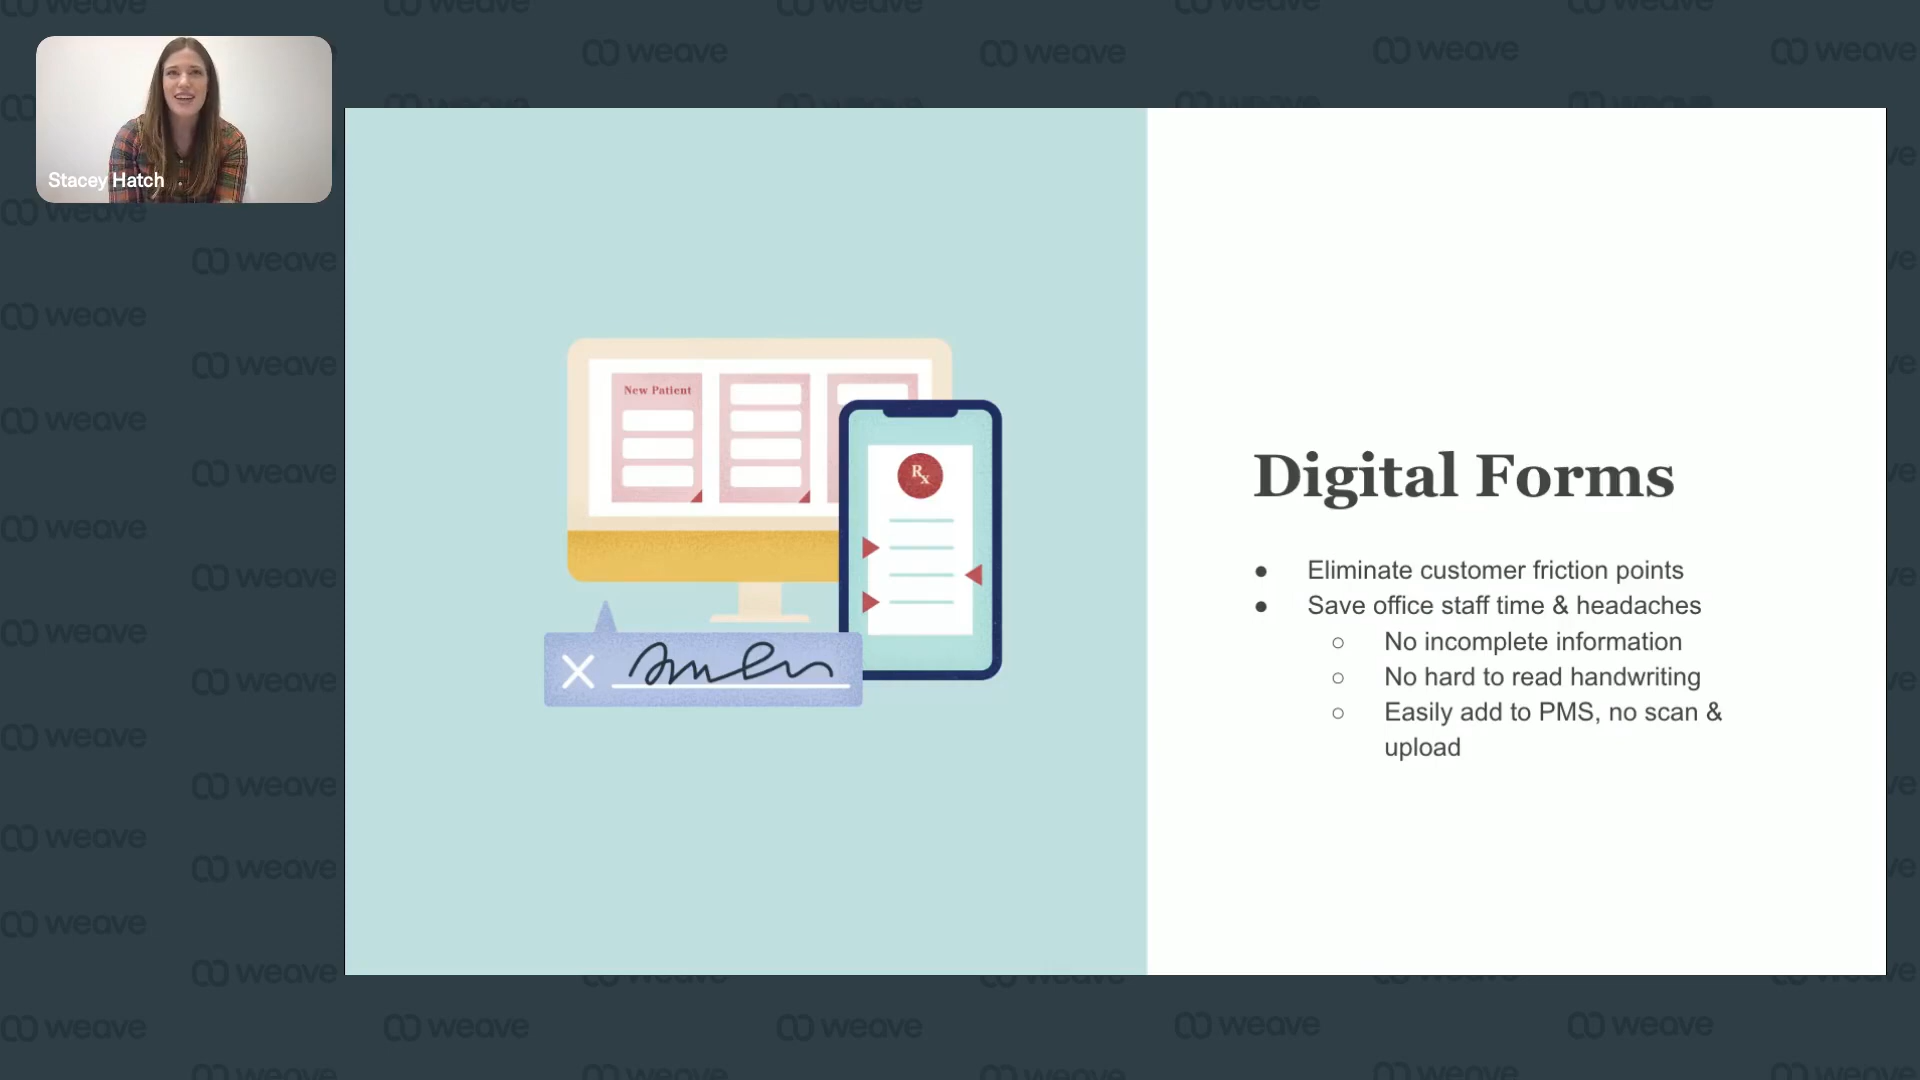 weave
Stacey Hatch
New Patient
Rx
Digital Forms
● Eliminate customer friction points
● Save office staff time & headaches
○ No incomplete information
○ No hard to read handwriting
○ Easily add to PMS, no scan &
upload